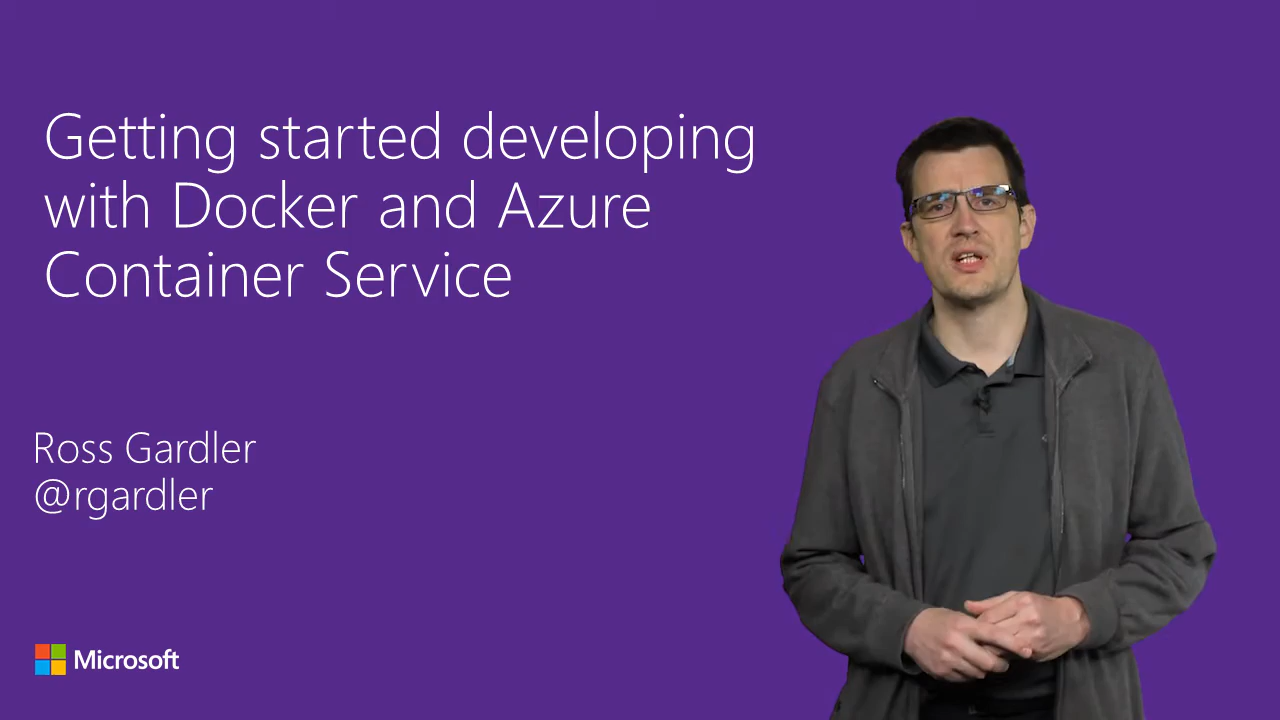 Getting started developing
with Docker and Azure
Container Service
Ross Gardler
@rgardler
Microsoft